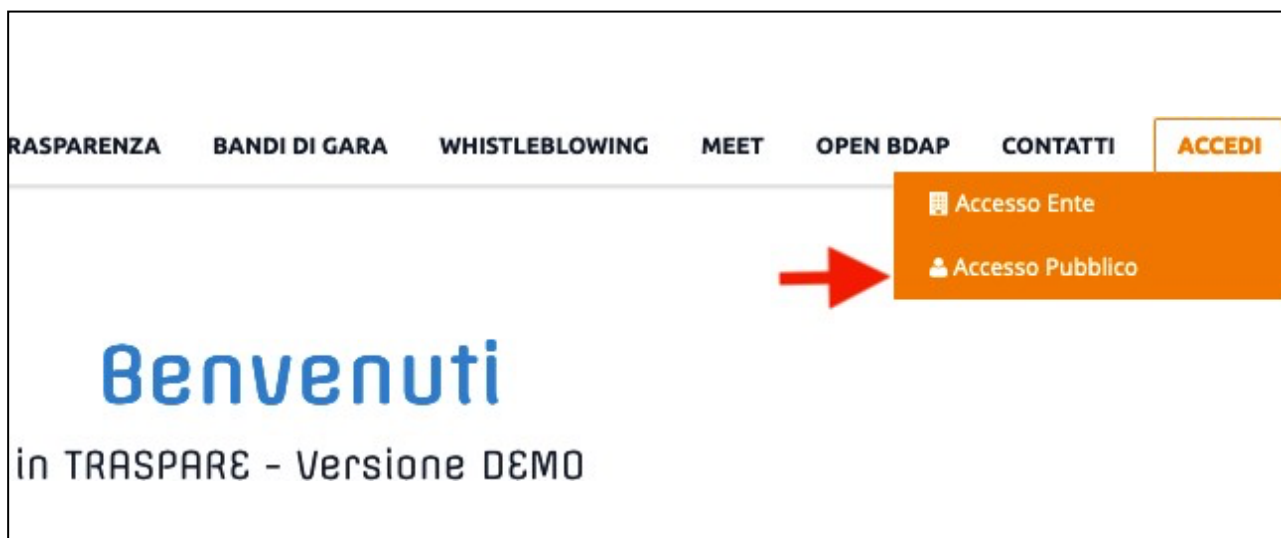 RASPARENZA BANDI DI GARA WHISTLEBLOWING MEET OPEN BDAP CONTATTI ACCEDI
Accesso Ente
Accesso Pubblico
Benvenuti
in TRASPARE - Versione DEMO